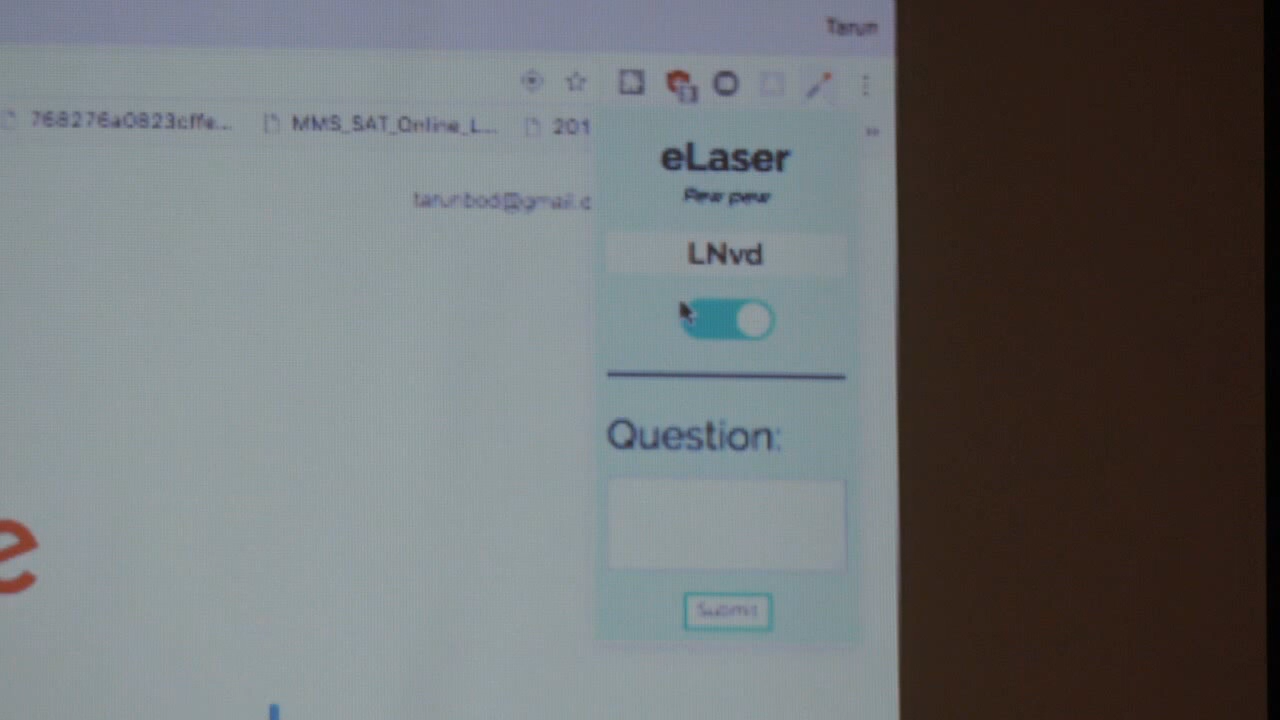 Tarun
768276a0823cffe... MMS_SAT_Online_L... 201
tarunbod@gmail.c
eLaser
Pew pew
LNvd
Question:
e
Submit